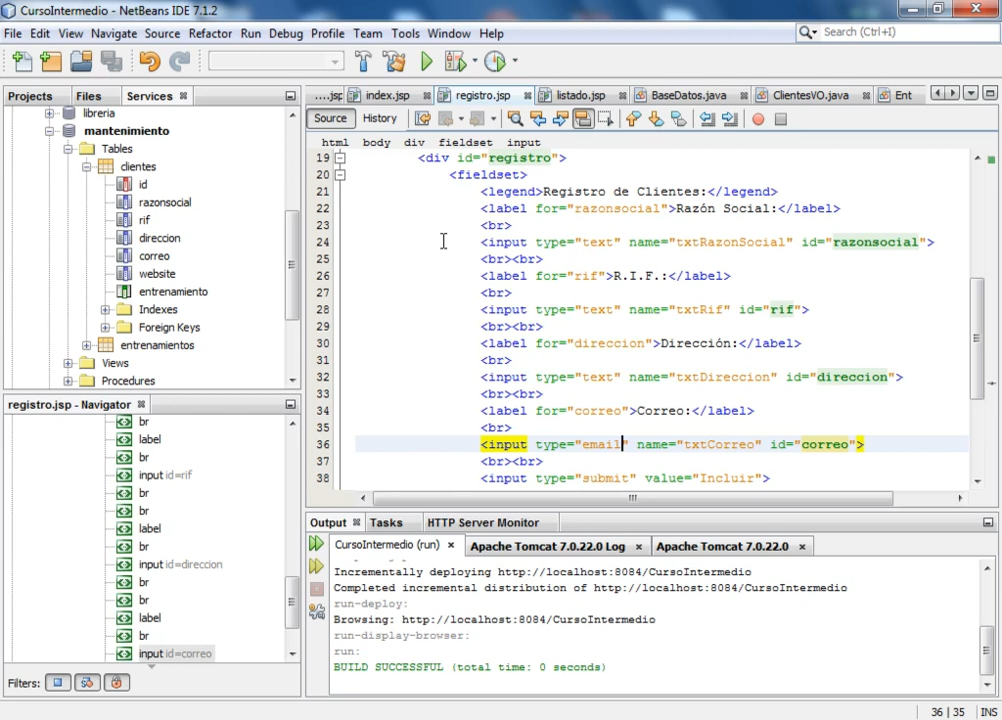 CursoIntermedio - NetBeans IDE 7.1.2
File Edit View Navigate Source Refactor Run Debug Profile Team Tools Window Help
Search (Ctrl+I)
Projects Files Services
....jsp index.jsp registro.jsp listado.jsp BaseDatos.java ClientesVO.java Ent
Source History
html body div fieldset input
libreria
mantenimiento
Tables
clientes
id
razonsocial
rif
direccion
correo
website
entrenamiento
Indexes
Foreign Keys
entrenamientos
Views
Procedures
19 <div id="registro">
20 <fieldset>
21 <legend>Registro de Clientes:</legend>
22 <label for="razonsocial">Razón Social:</label>
23 <br>
24 <input type="text" name="txtRazonSocial" id="razonsocial">
25 <br><br>
26 <label for="rif">R.I.F.:</label>
27 <br>
28 <input type="text" name="txtRif" id="rif">
29 <br><br>
30 <label for="direccion">Dirección:</label>
31 <br>
32 <input type="text" name="txtDireccion" id="direccion">
33 <br><br>
34 <label for="correo">Correo:</label>
35 <br>
36 <input type="email" name="txtCorreo" id="correo">
37 <br><br>
38 <input type="submit" value="Incluir">
registro.jsp - Navigator
br
label
br
input id=rif
br
br
label
br
input id=direccion
br
br
label
br
input id=correo
Filters:
Output Tasks HTTP Server Monitor
CursoIntermedio (run) Apache Tomcat 7.0.22.0 Log Apache Tomcat 7.0.22.0
Incrementally deploying http://localhost:8084/CursoIntermedio
Completed incremental distribution of http://localhost:8084/CursoIntermedio
run-deploy:
Browsing: http://localhost:8084/CursoIntermedio
run-display-browser:
run:
BUILD SUCCESSFUL (total time: 0 seconds)
36 | 35 INS